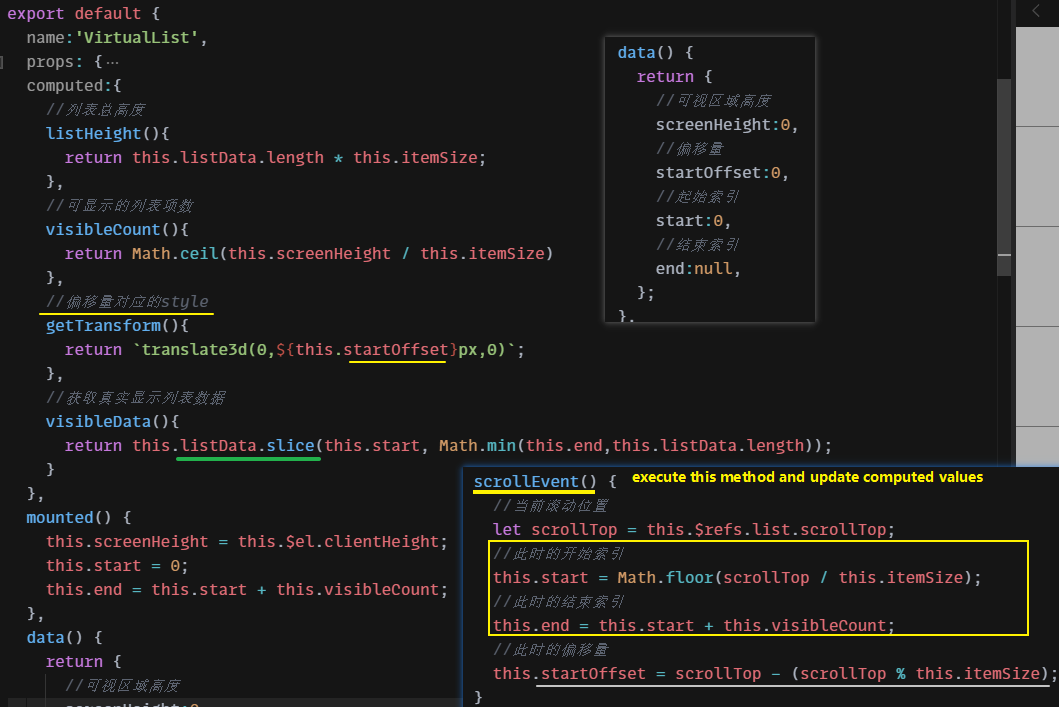 export default {
name:'VirtualList',
props: {···
computed:{
//列表总高度
listHeight(){
return this.listData.length * this.itemSize;
},
//可显示的列表项数
visibleCount(){
return Math.ceil(this.screenHeight / this.itemSize)
},
//偏移量对应的style
getTransform(){
return `translate3d(0,${this.startOffset}px,0)`;
},
//获取真实显示列表数据
visibleData(){
return this.listData.slice(this.start, Math.min(this.end,this.listData.length));
}
},
mounted() {
this.screenHeight = this.$el.clientHeight;
this.start = 0;
this.end = this.start + this.visibleCount;
},
data() {
return {
//可视区域高度
screenHeight:0
data() {
return {
//可视区域高度
screenHeight:0,
//偏移量
startOffset:0,
//起始索引
start:0,
//结束索引
end:null,
};
},
scrollEvent() { execute this method and update computed values
//当前滚动位置
let scrollTop = this.$refs.list.scrollTop;
//此时的开始索引
this.start = Math.floor(scrollTop / this.itemSize);
//此时的结束索引
this.end = this.start + this.visibleCount;
//此时的偏移量
this.startOffset = scrollTop - (scrollTop % this.itemSize);
}